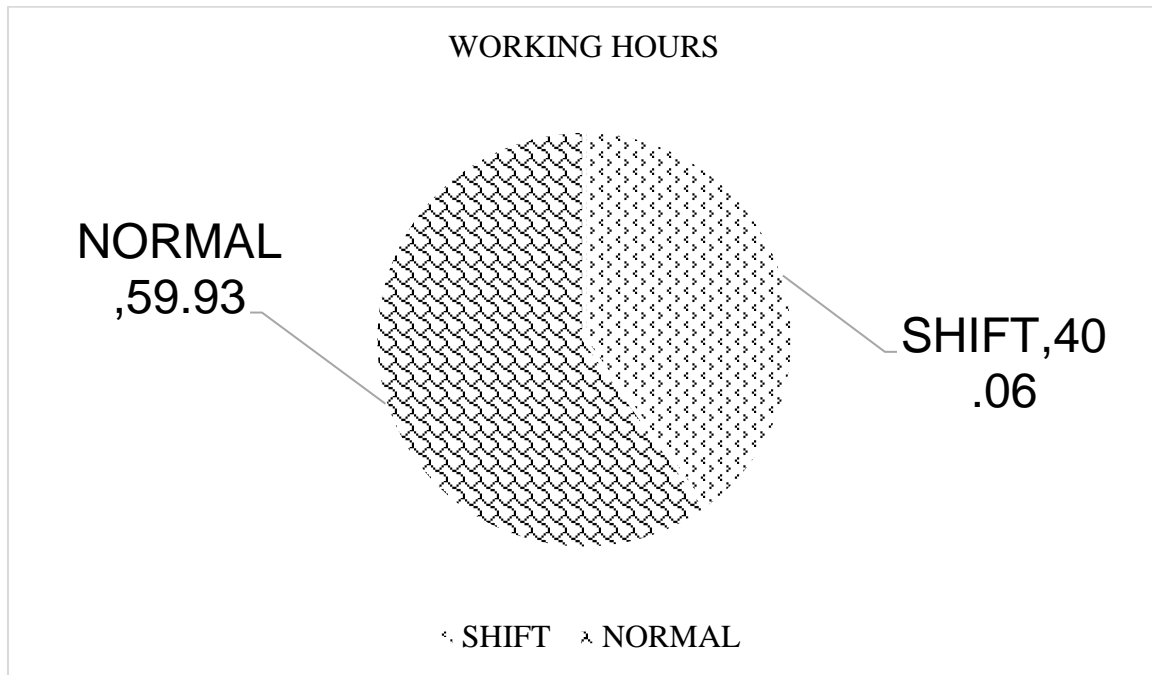 WORKING HOURS
NORMAL
,59.93
SHIFT,40
.06
SHIFT NORMAL